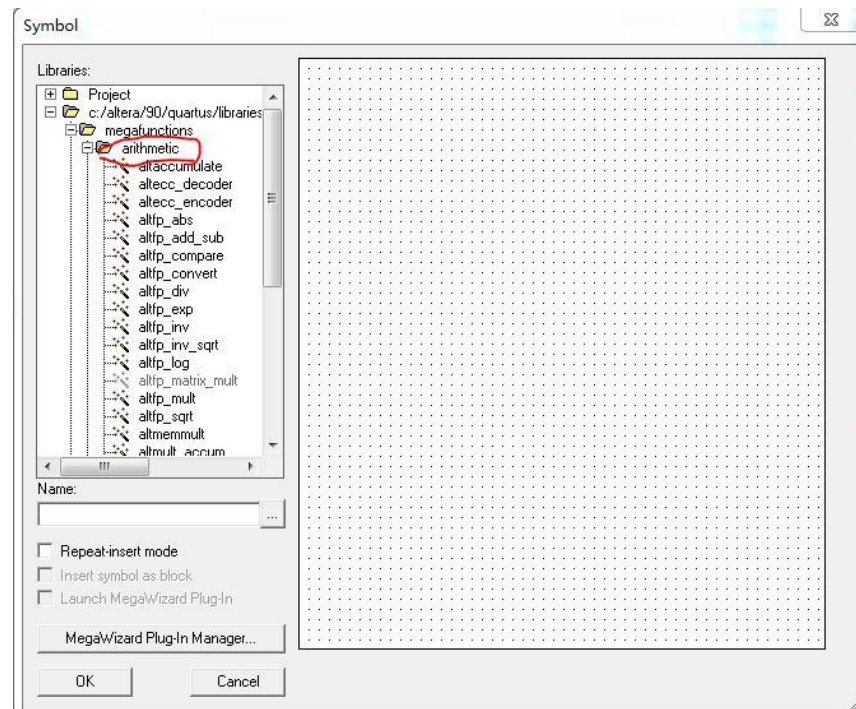 Symbol
Libraries:
Project
c:/altera/90/quartus/libraries
megafunctions
arithmetic
altaccumulate
altecc_decoder
altecc_encoder
altfp_abs
altfp_add_sub
altfp_compare
altfp_convert
altfp_div
altfp_exp
altfp_inv
altfp_inv_sqrt
altfp_log
altfp_matrix_mult
altfp_mult
altfp_sqrt
altmemmult
altmult_accum
Name:
...
Repeat-insert mode
Insert symbol as block
Launch MegaWizard Plug-In
MegaWizard Plug-In Manager...
OK Cancel